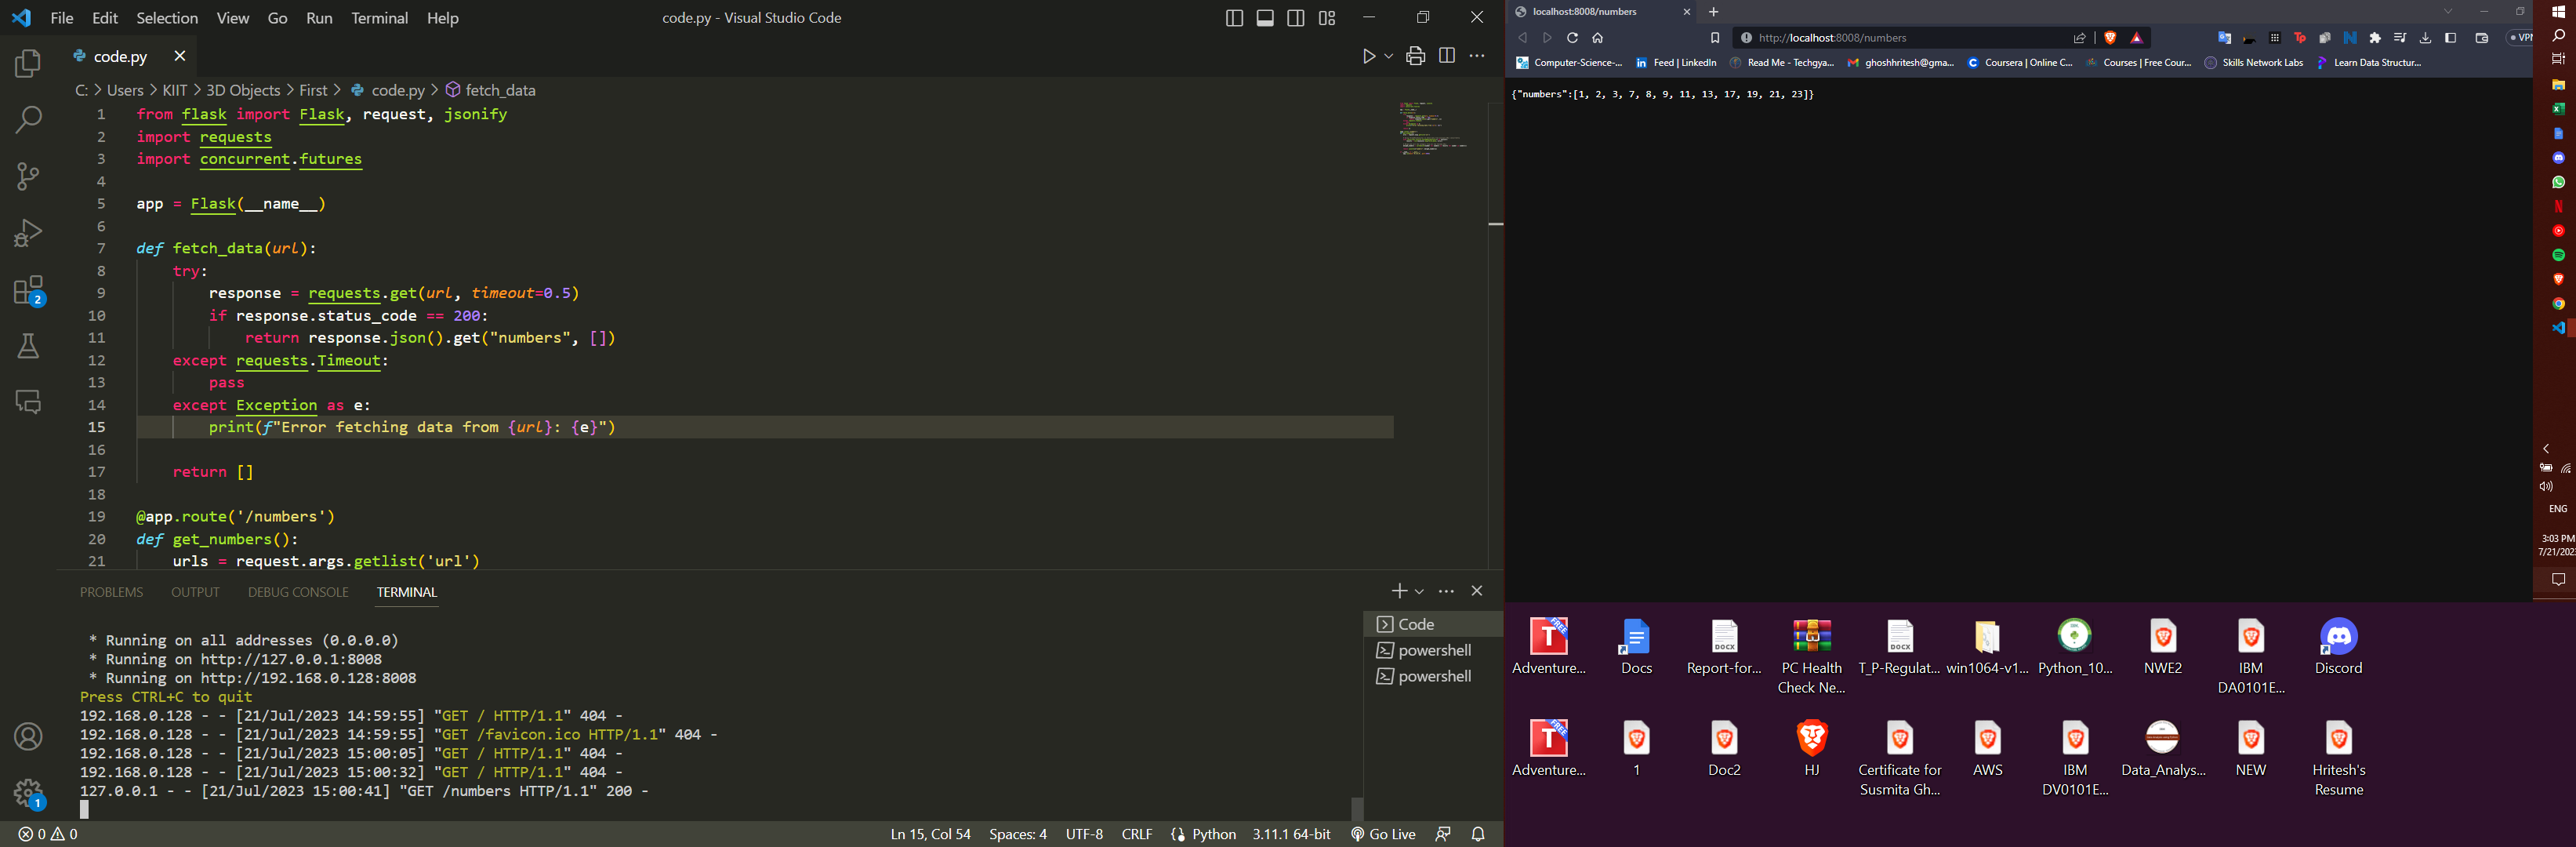 File Edit Selection View Go Run Terminal Help
code.py - Visual Studio Code
code.py
C: > Users > KIIT > 3D Objects > First > code.py > fetch_data
1 from flask import Flask, request, jsonify
2 import requests
3 import concurrent.futures
4
5 app = Flask(__name__)
6
7 def fetch_data(url):
8 try:
9 response = requests.get(url, timeout=0.5)
10 if response.status_code == 200:
11 return response.json().get("numbers", [])
12 except requests.Timeout:
13 pass
14 except Exception as e:
15 print(f"Error fetching data from {url}: {e}")
16
17 return []
18
19 @app.route('/numbers')
20 def get_numbers():
21 urls = request.args.getlist('url')
2
PROBLEMS OUTPUT DEBUG CONSOLE TERMINAL
* Running on all addresses (0.0.0.0)
* Running on http://127.0.0.1:8008
* Running on http://192.168.0.128:8008
Press CTRL+C to quit
192.168.0.128 - - [21/Jul/2023 14:59:55] "GET / HTTP/1.1" 404 -
192.168.0.128 - - [21/Jul/2023 14:59:55] "GET /favicon.ico HTTP/1.1" 404 -
192.168.0.128 - - [21/Jul/2023 15:00:05] "GET / HTTP/1.1" 404 -
192.168.0.128 - - [21/Jul/2023 15:00:32] "GET / HTTP/1.1" 404 -
127.0.0.1 - - [21/Jul/2023 15:00:41] "GET /numbers HTTP/1.1" 200 -
Code
powershell
powershell
1
0 0
Ln 15, Col 54 Spaces: 4 UTF-8 CRLF Python 3.11.1 64-bit Go Live
localhost:8008/numbers
http://localhost:8008/numbers
VPN
Computer-Science-... Feed | LinkedIn Read Me - Techgya... ghoshhritesh@gma... Coursera | Online C... Courses | Free Cour... Skills Network Labs Learn Data Structur...
{"numbers":[1, 2, 3, 7, 8, 9, 11, 13, 17, 19, 21, 23]}
ENG
3:03 PM
7/21/202
Adventure... Docs Report-for... PC Health Check Ne... T_P-Regulat... win1064-v1... Python_10... NWE2 IBM DA0101E... Discord
Adventure... 1 Doc2 HJ Certificate for Susmita Gh... AWS IBM DV0101E... Data_Analys... NEW Hritesh's Resume